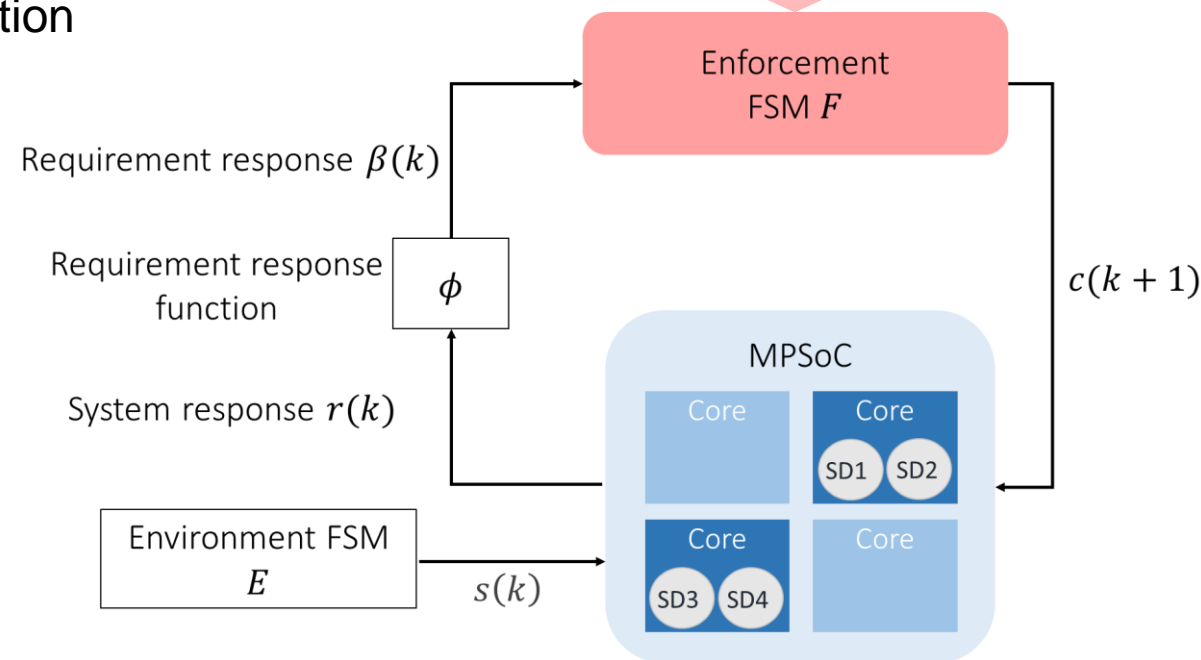 tion
Enforcement
FSM F
Requirement response β(k)
Requirement response
function
ϕ
c(k + 1)
MPSoC
Core
Core
SD1
SD2
System response r(k)
Core
Core
SD3
SD4
Environment FSM
E
s(k)